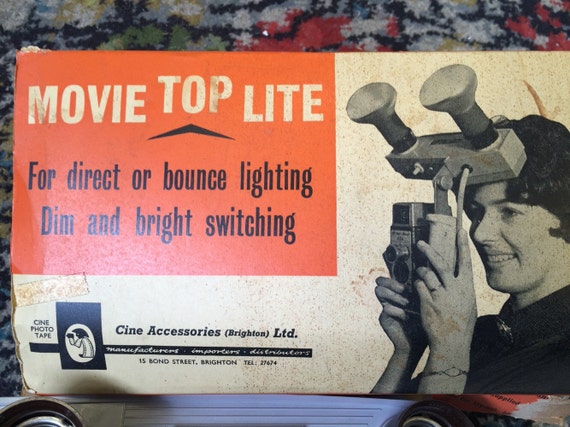 MOVIE TOP LITE
For direct or bounce lighting
Dim and bright switching
CINE
PHOTO
TAPE
Cine Accessories (Brighton) Ltd.
manufacturers · importers · distributors
15 BOND STREET, BRIGHTON TEL: 27674